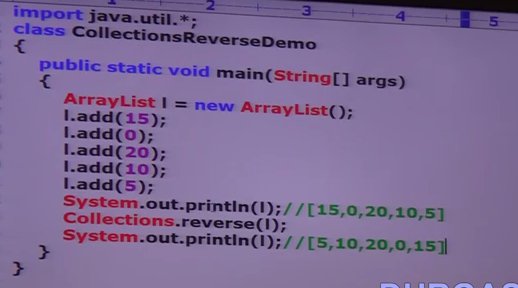 1 2 3 4 5
import java.util.*;
class CollectionsReverseDemo
{
public static void main(String[] args)
{
ArrayList l = new ArrayList();
l.add(15);
l.add(0);
l.add(20);
l.add(10);
l.add(5);
System.out.println(l);//[15,0,20,10,5]
Collections.reverse(l);
System.out.println(l);//[5,10,20,0,15]
}
}